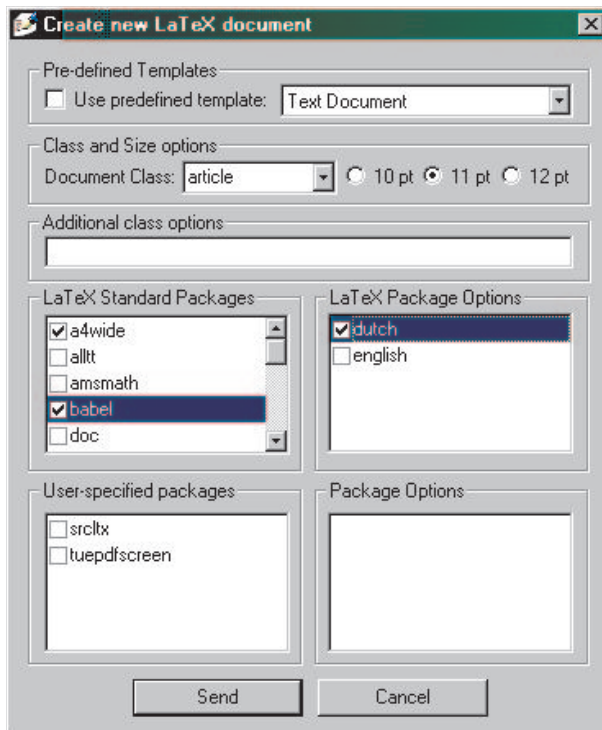 Create new LaTeX document
Pre-defined Templates
Use predefined template: Text Document
Class and Size options
Document Class: article 10 pt 11 pt 12 pt
Additional class options
LaTeX Standard Packages
a4wide
alltt
amsmath
babel
doc
LaTeX Package Options
dutch
english
User-specified packages
srcltx
tuepdfscreen
Package Options
Send Cancel